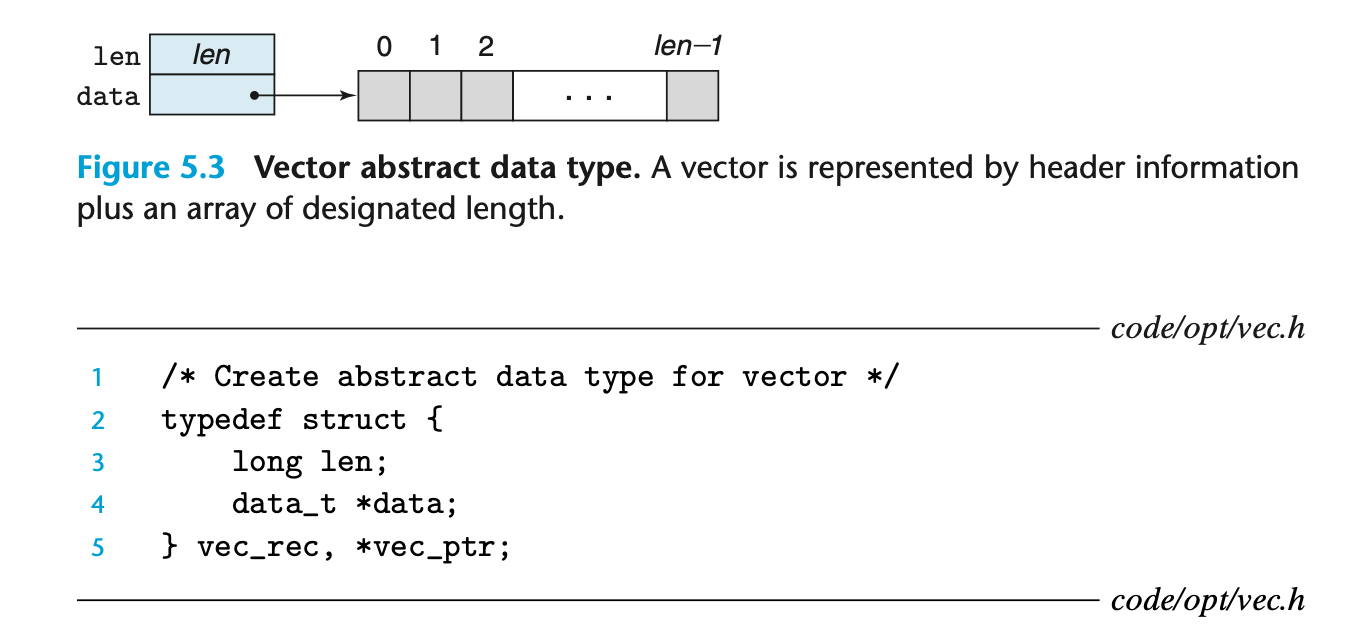 0 1 2 len–1
len len
data . . .
Figure 5.3 Vector abstract data type. A vector is represented by header information
plus an array of designated length.
code/opt/vec.h
1 /* Create abstract data type for vector */
2 typedef struct {
3 long len;
4 data_t *data;
5 } vec_rec, *vec_ptr;
code/opt/vec.h